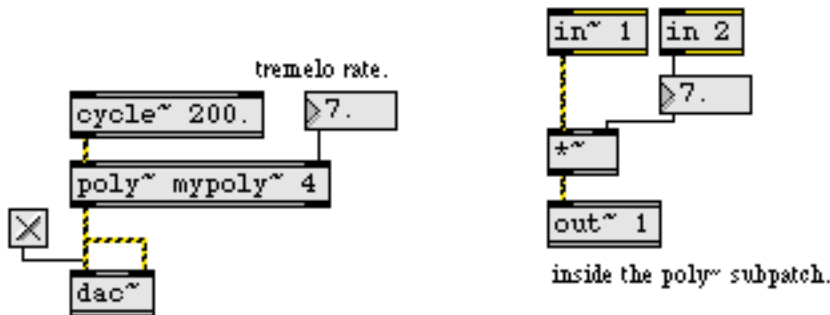 tremelo rate.
cycle~ 200.
7.
poly~ mypoly~ 4
dac~
in~ 1
in 2
7.
*~
out~ 1
inside the poly~ subpatch.